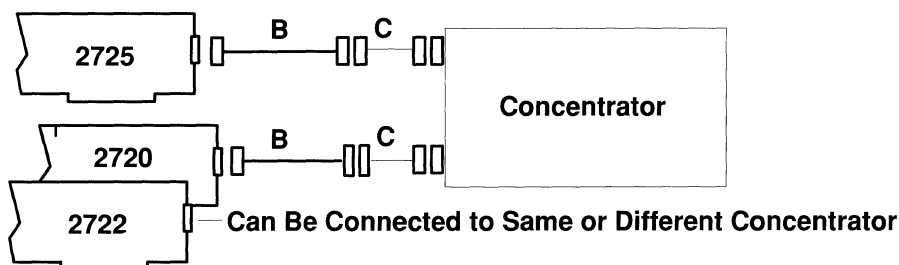 B C
2725
Concentrator
B C
2720
2722 Can Be Connected to Same or Different Concentrator